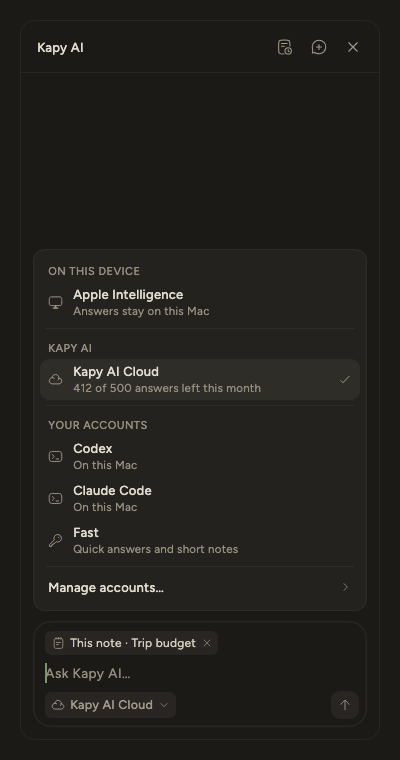 Kapy AI
ON THIS DEVICE
Apple Intelligence
Answers stay on this Mac
KAPY AI
Kapy AI Cloud
412 of 500 answers left this month
YOUR ACCOUNTS
Codex
On this Mac
Claude Code
On this Mac
Fast
Quick answers and short notes
Manage accounts...
This note · Trip budget
Ask Kapy AI...
Kapy AI Cloud